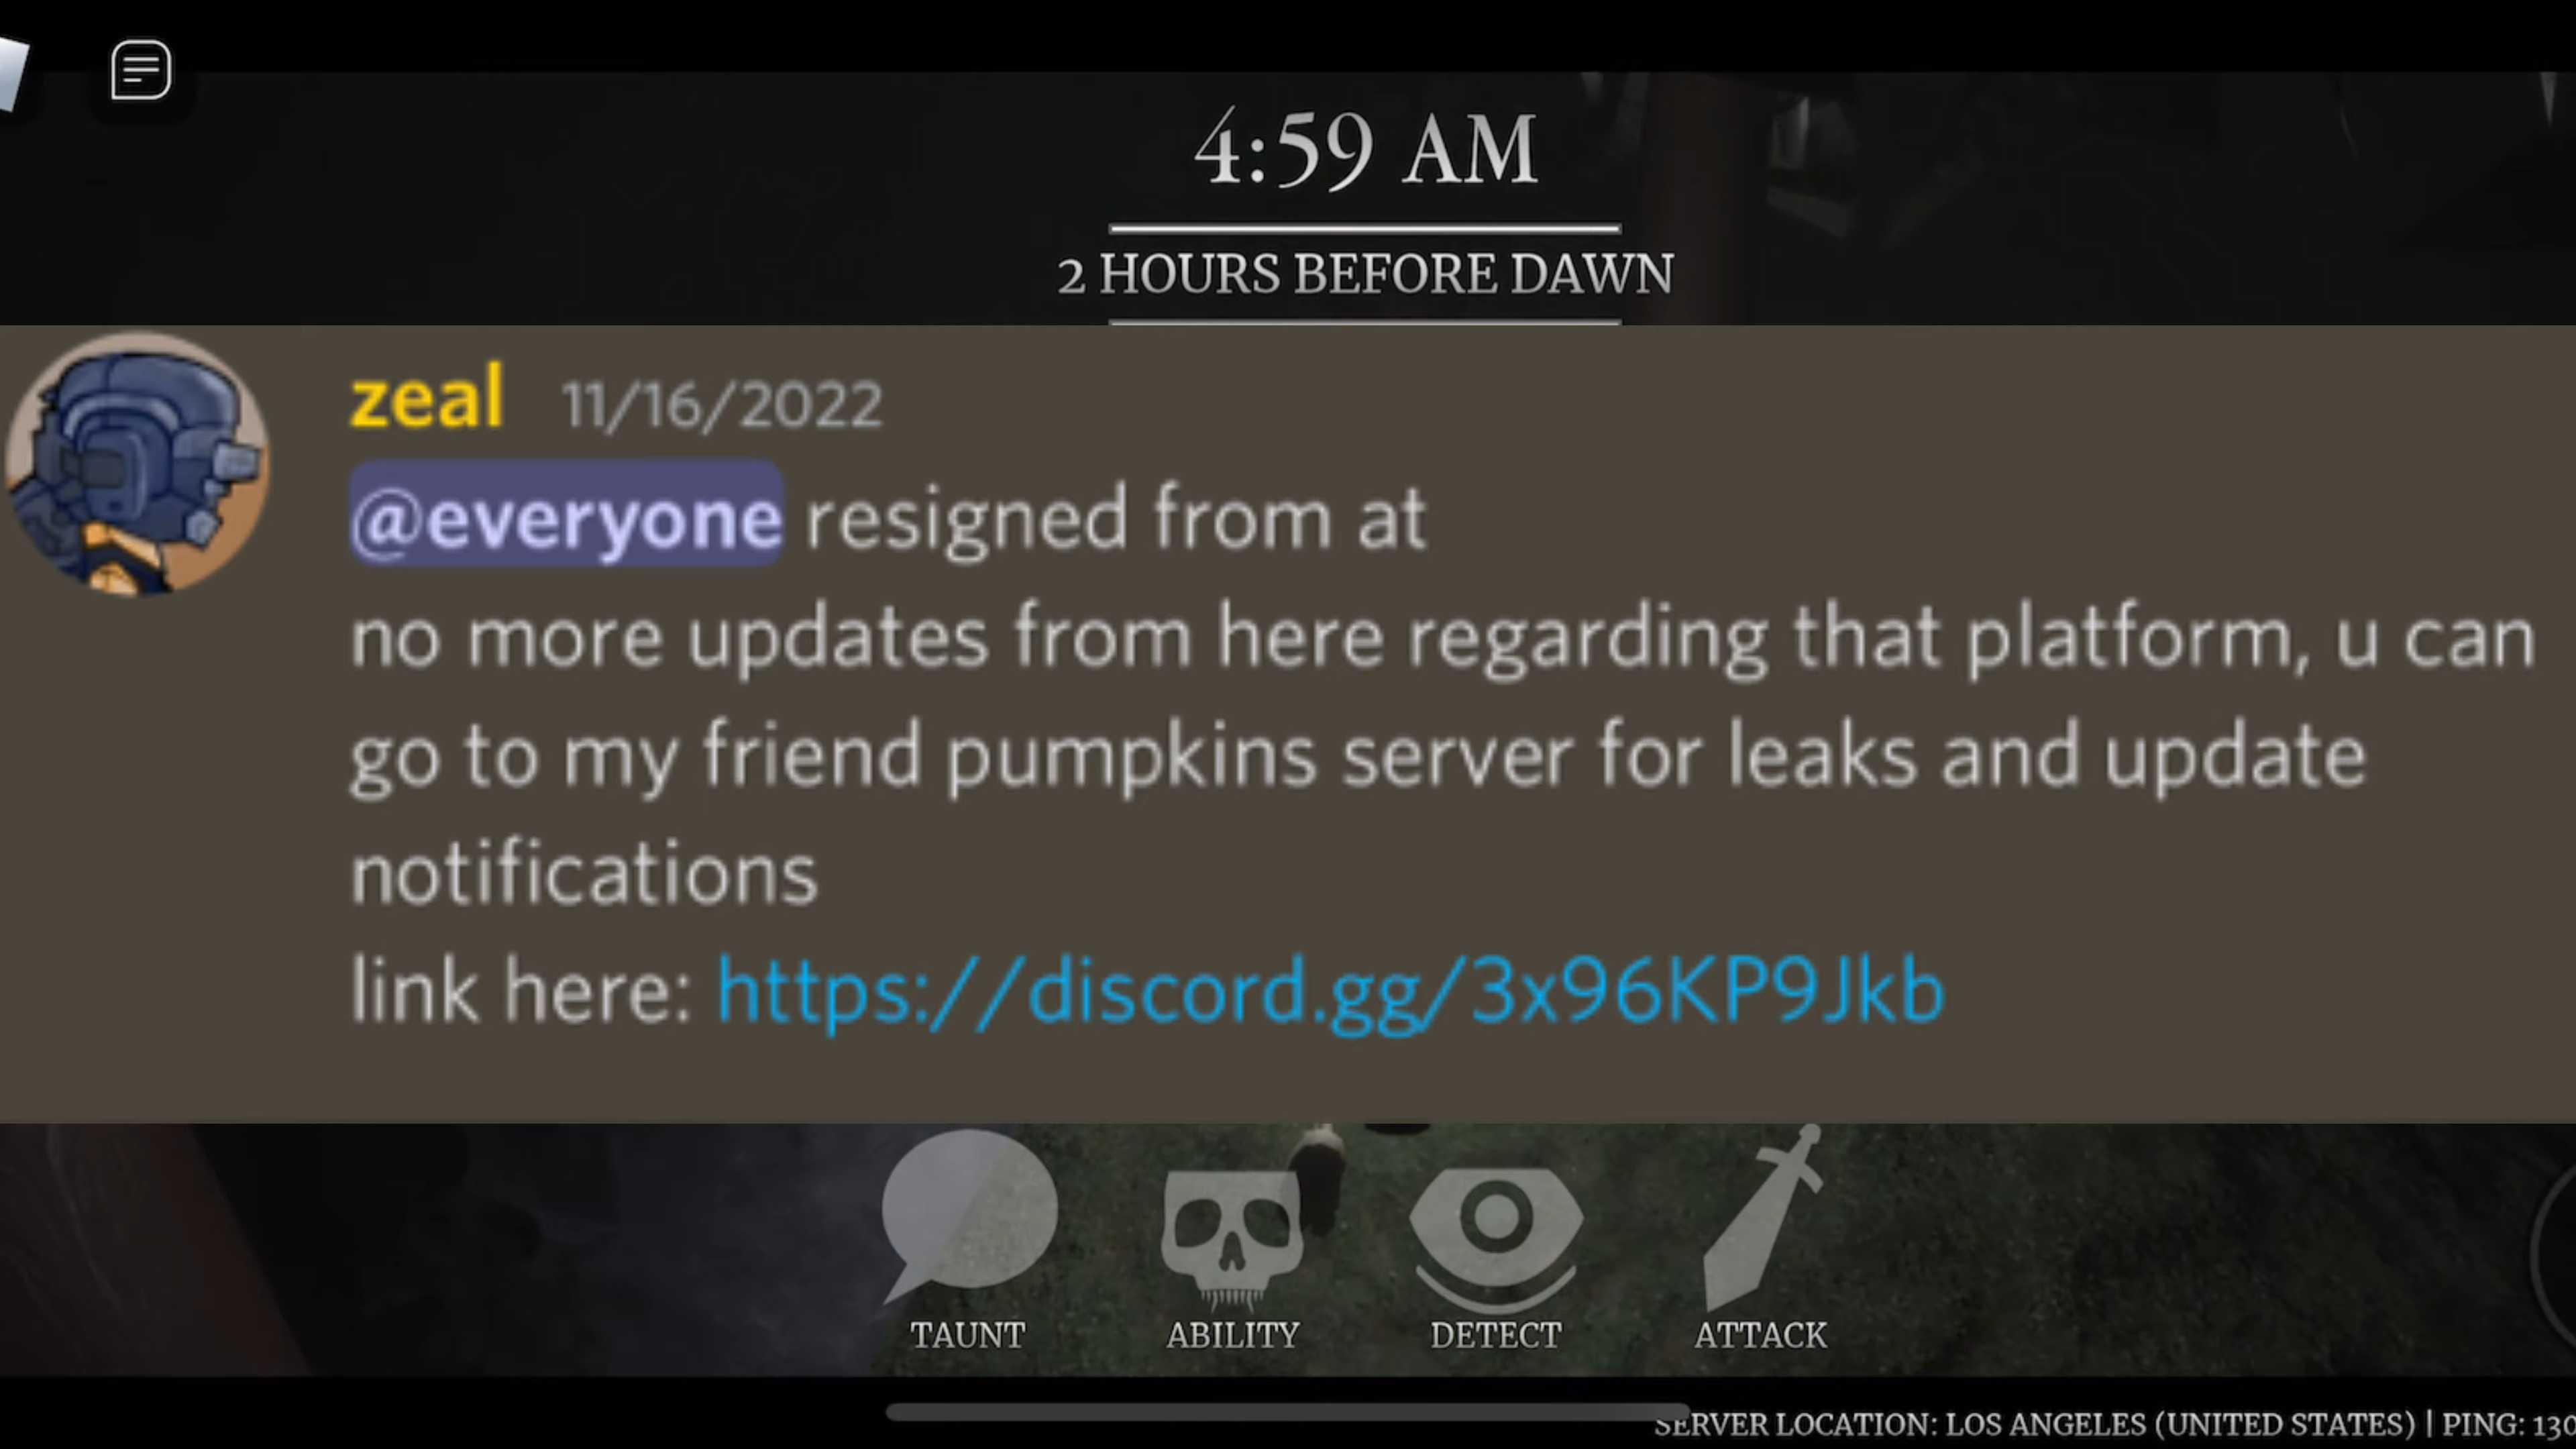 4:59 AM
2 HOURS BEFORE DAWN
zeal 11/16/2022
@everyone resigned from at
no more updates from here regarding that platform, u can
go to my friend pumpkins server for leaks and update
notifications
link here: https://discord.gg/3x96KP9Jkb
TAUNT ABILITY DETECT ATTACK
SERVER LOCATION: LOS ANGELES (UNITED STATES) | PING: 130